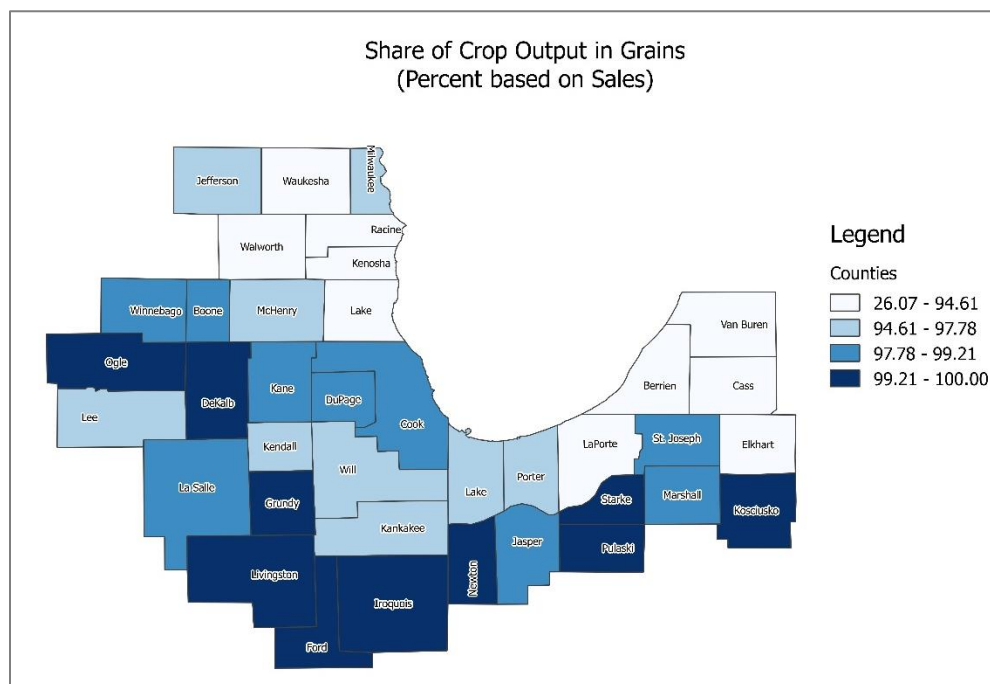 Share of Crop Output in Grains
(Percent based on Sales)
Jefferson
Waukesha
Milwaukee
Walworth
Racine
Kenosha
Winnebago
Boone
McHenry
Lake
Ogle
DeKalb
Kane
DuPage
Cook
Lee
Kendall
Will
La Salle
Grundy
Kankakee
Livingston
Iroquois
Ford
Lake
Porter
LaPorte
St. Joseph
Elkhart
Newton
Jasper
Starke
Marshall
Kosciusko
Pulaski
Van Buren
Berrien
Cass
Legend
Counties
26.07 - 94.61
94.61 - 97.78
97.78 - 99.21
99.21 - 100.00